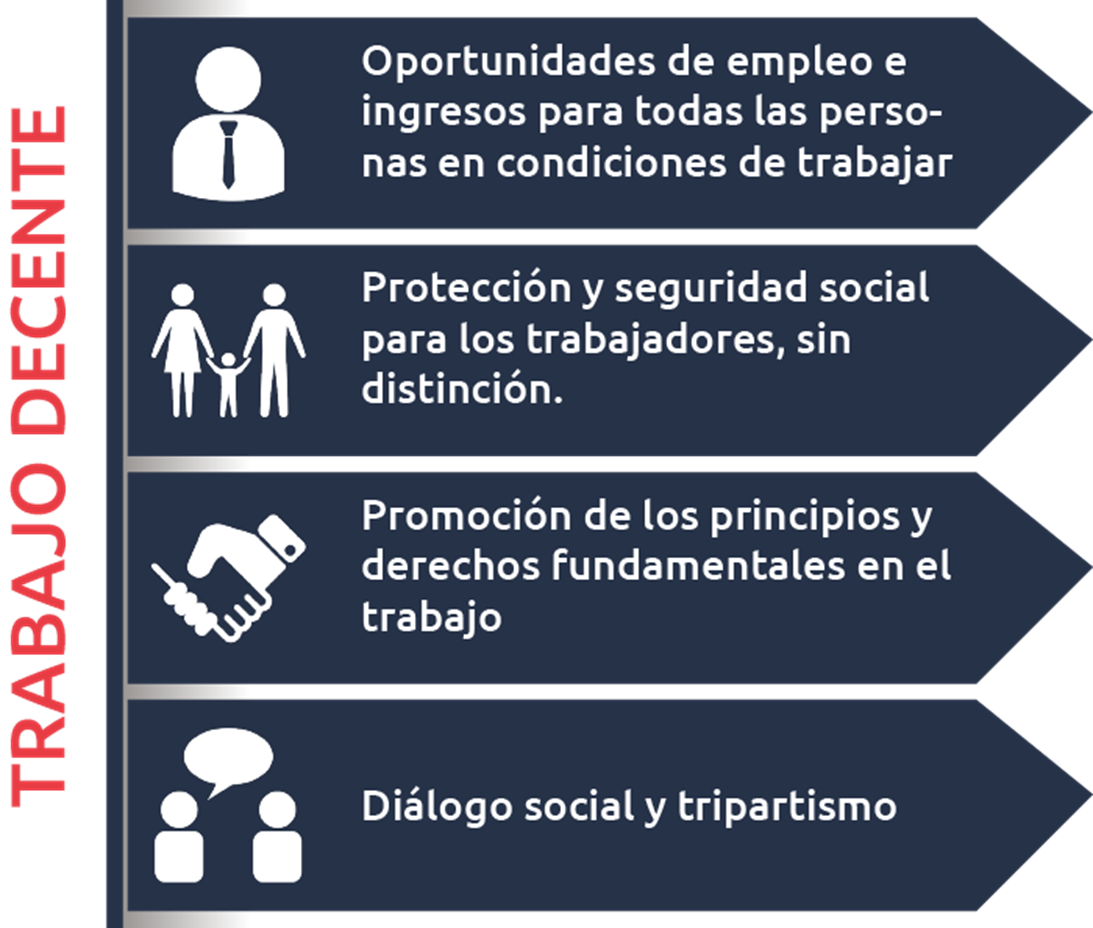 TRABAJO DECENTE
Oportunidades de empleo e
ingresos para todas las perso-
nas en condiciones de trabajar
Protección y seguridad social
para los trabajadores, sin
distinción.
Promoción de los principios y
derechos fundamentales en el
trabajo
Diálogo social y tripartismo